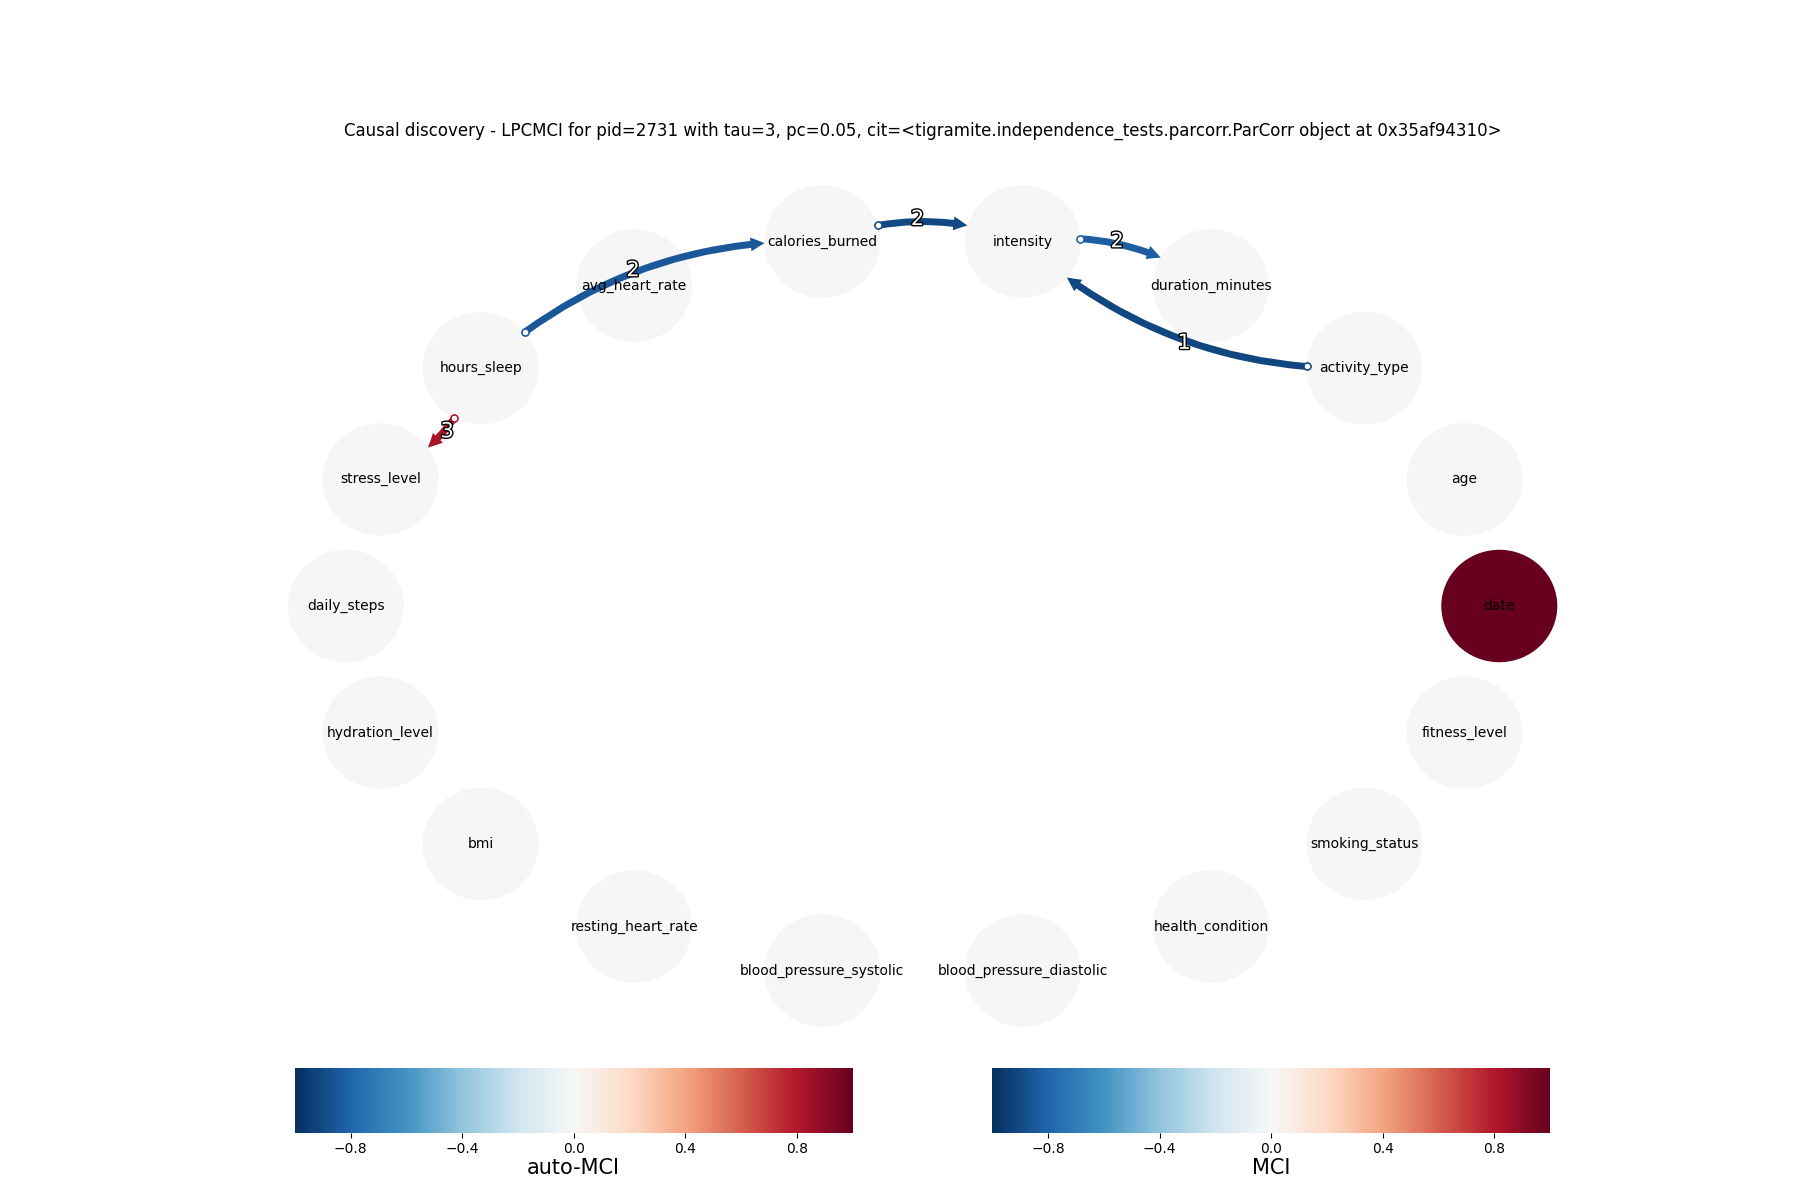 Causal discovery - LPCMCI for pid=2731 with tau=3, pc=0.05, cit=<tigramite.independence_tests.parcorr.ParCorr object at 0x35af94310>
2
calories_burned
intensity
2
2
avg_heart_rate
duration_minutes
1
hours_sleep
activity_type
3
stress_level
age
daily_steps
date
hydration_level
fitness_level
bmi
smoking_status
resting_heart_rate
health_condition
blood_pressure_systolic
blood_pressure_diastolic
−0.8 −0.4 0.0 0.4 0.8
auto-MCI
−0.8 −0.4 0.0 0.4 0.8
MCI